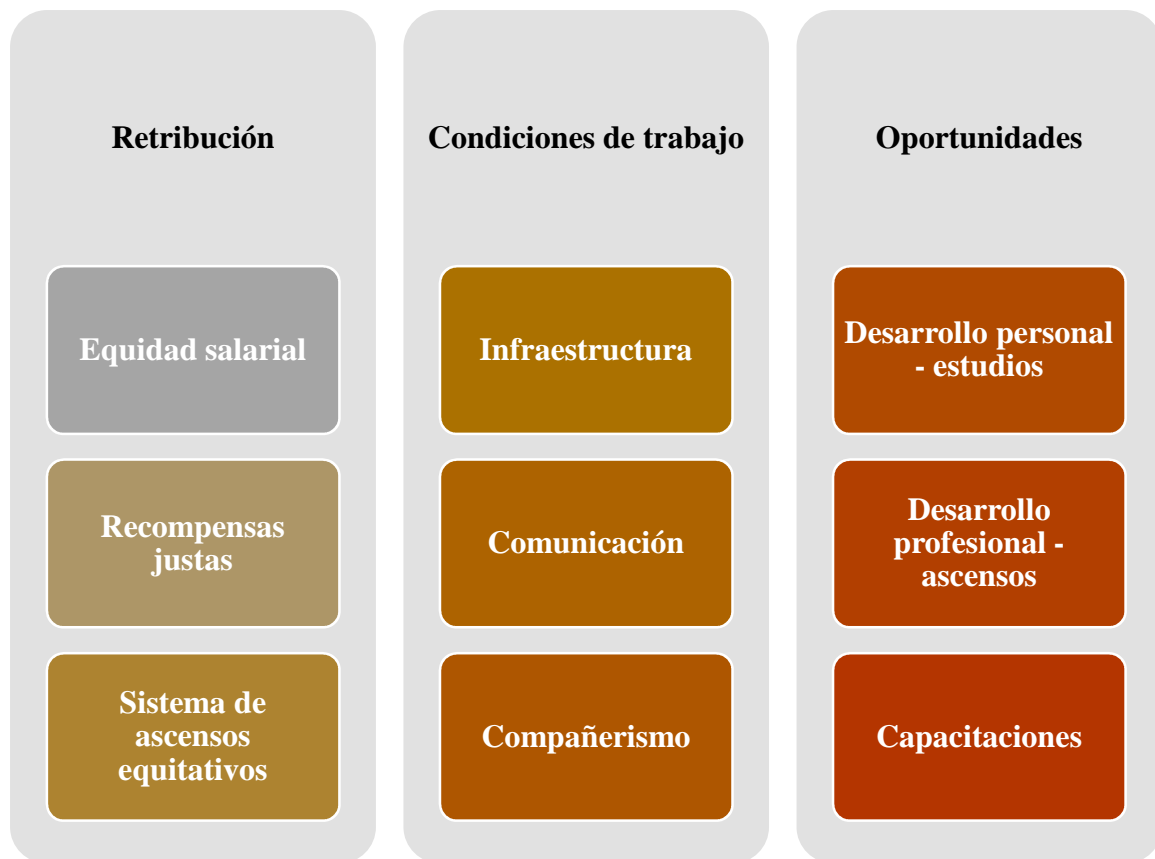 Retribución
Equidad salarial
Recompensas
justas
Sistema de
ascensos
equitativos
Condiciones de trabajo
Infraestructura
Comunicación
Compañerismo
Oportunidades
Desarrollo personal
- estudios
Desarrollo
profesional -
ascensos
Capacitaciones